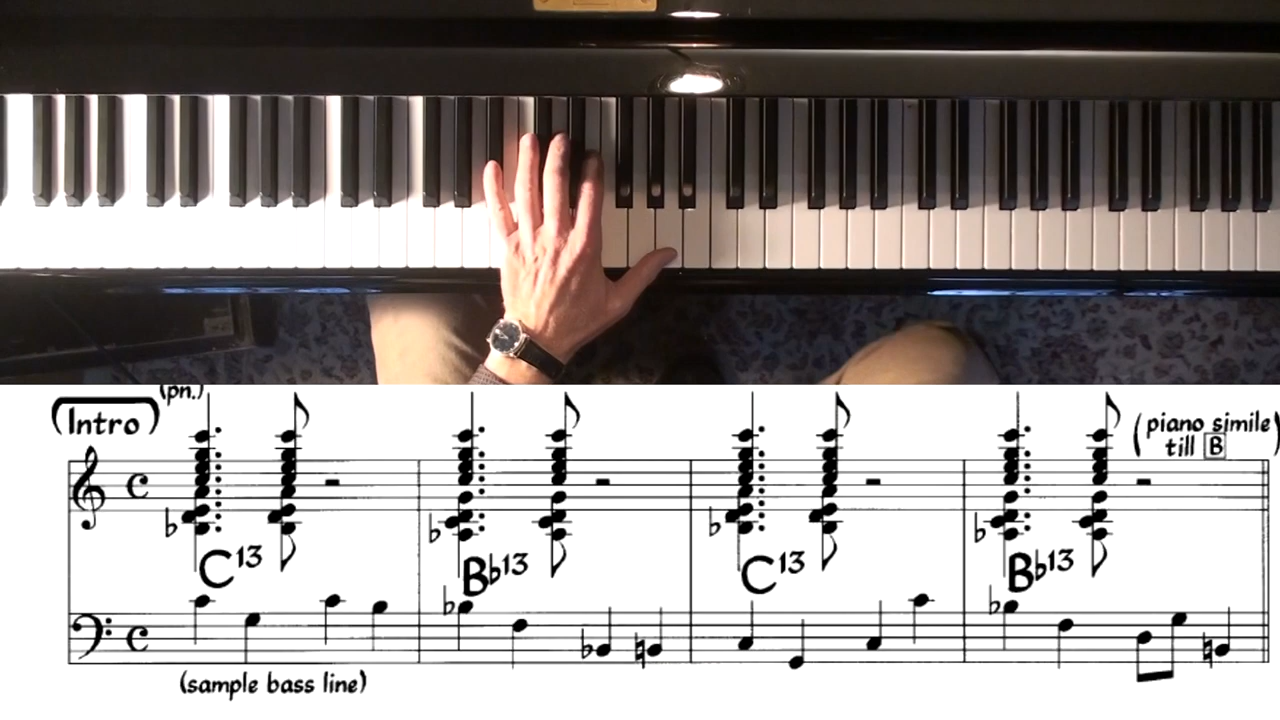 (pn.)
(Intro)
(piano simile
till B
C13
Bb13
C13
Bb13
(sample bass line)